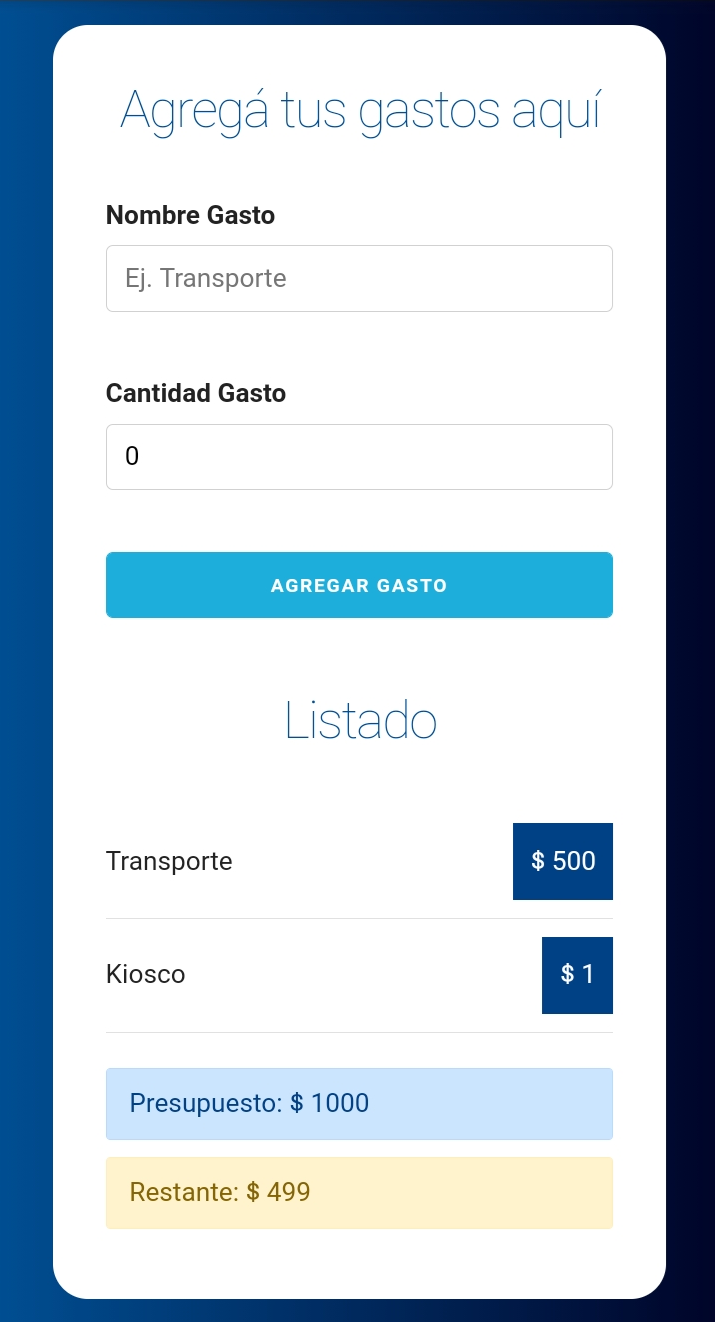 Agregá tus gastos aquí
Nombre Gasto
Ej. Transporte
Cantidad Gasto
0
AGREGAR GASTO
Listado
Transporte
$ 500
Kiosco
$ 1
Presupuesto: $ 1000
Restante: $ 499